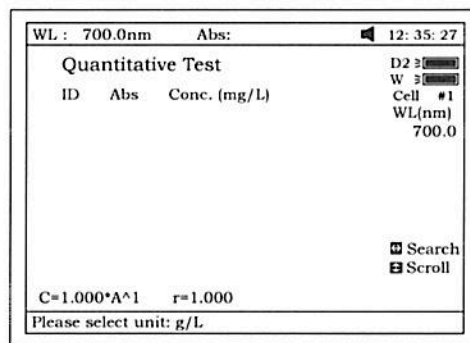 WL : 700.0nm Abs: 12: 35: 27
Quantitative Test
ID Abs Conc. (mg/L)
D2
W
Cell #1
WL(nm)
700.0
Search
Scroll
C=1.000*A^1 r=1.000
Please select unit: g/L